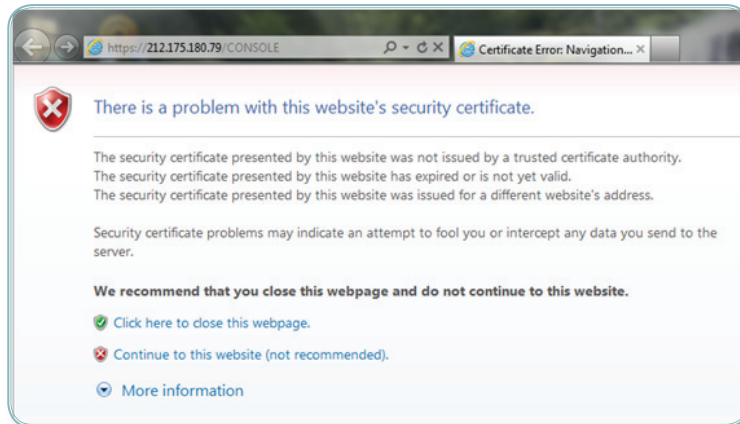 https://212.175.180.79/CONSOLE
Certificate Error: Navigation...
There is a problem with this website's security certificate.
The security certificate presented by this website was not issued by a trusted certificate authority.
The security certificate presented by this website has expired or is not yet valid.
The security certificate presented by this website was issued for a different website's address.
Security certificate problems may indicate an attempt to fool you or intercept any data you send to the
server.
We recommend that you close this webpage and do not continue to this website.
Click here to close this webpage.
Continue to this website (not recommended).
More information